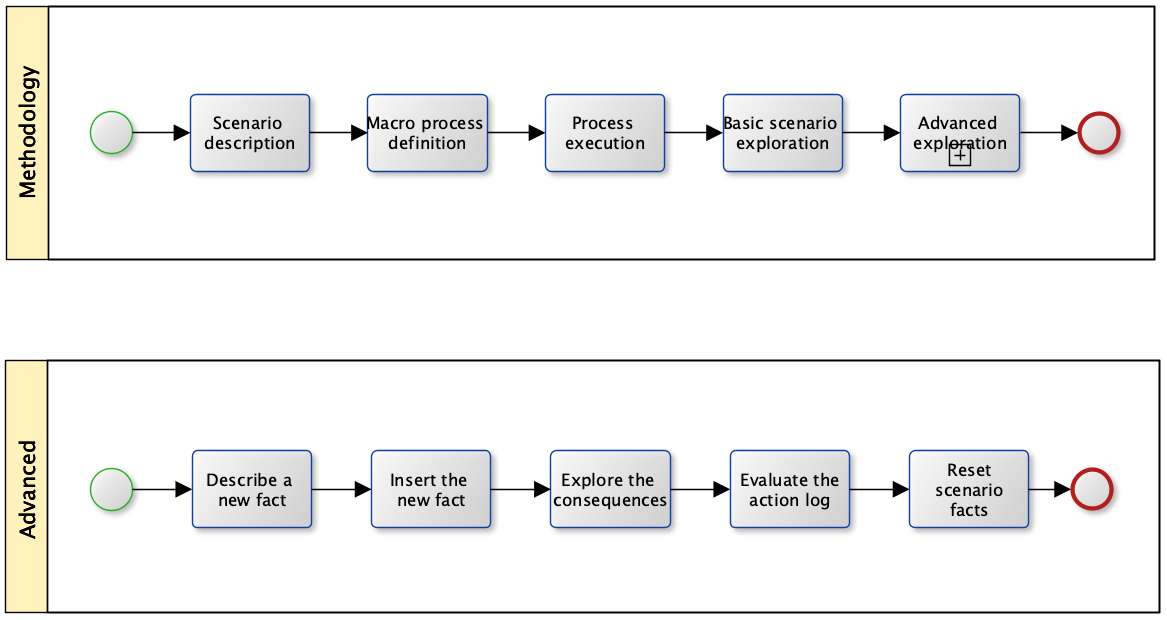 Methodology
Scenario
description
Macro process
definition
Process
execution
Basic scenario
exploration
Advanced
exploration
Advanced
Describe a
new fact
Insert the
new fact
Explore the
consequences
Evaluate the
action log
Reset
scenario
facts